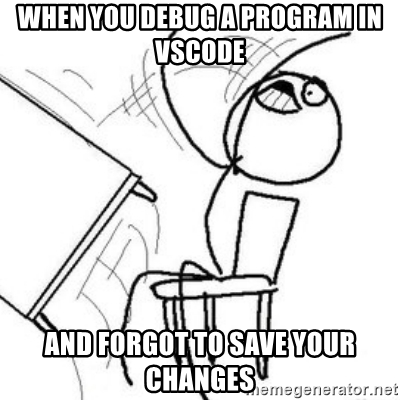 WHEN YOU DEBUG A PROGRAM IN
VSCODE
AND FORGOT TO SAVE YOUR
CHANGES
memegenerator.net